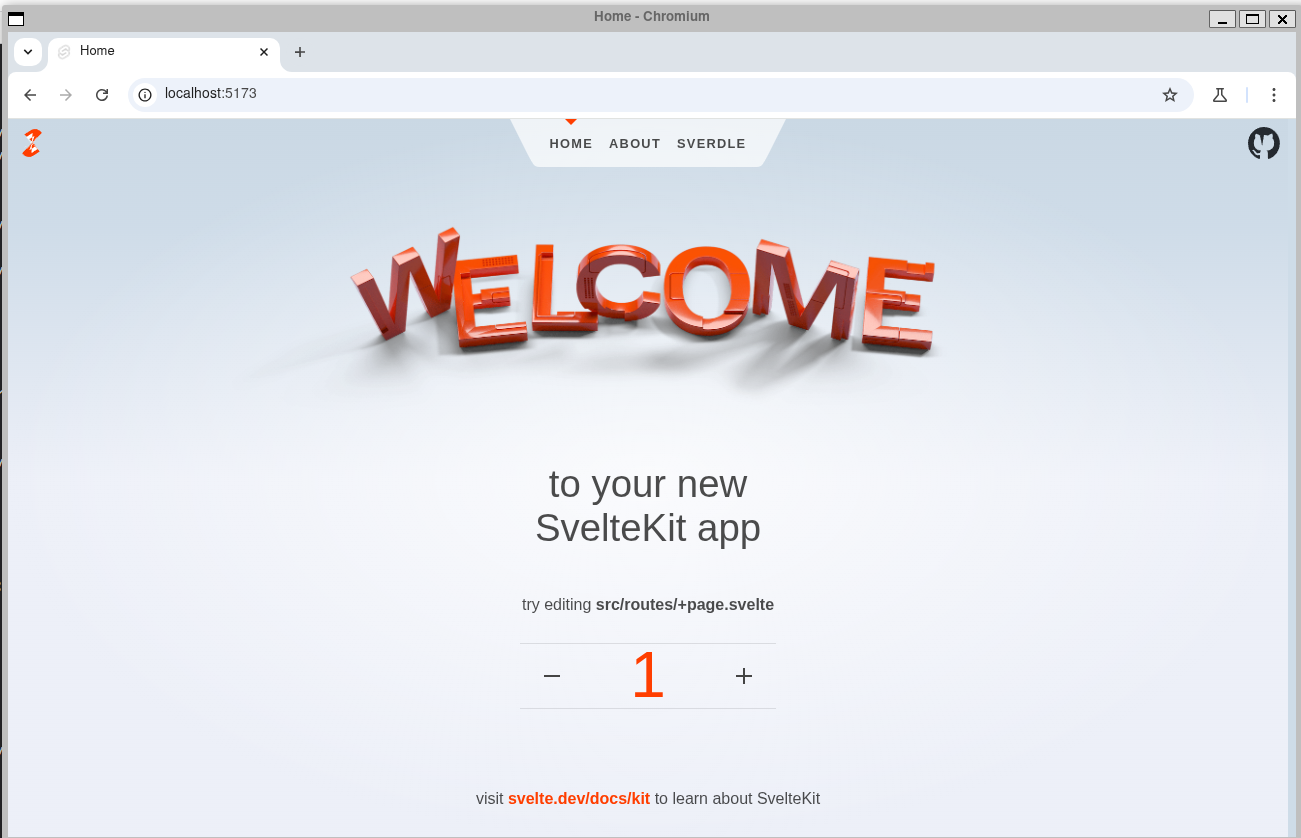 Home - Chromium
Home
localhost:5173
HOME ABOUT SVERDLE
WELCOME
to your new
SvelteKit app
try editing src/routes/+page.svelte
− 1 +
visit svelte.dev/docs/kit to learn about SvelteKit